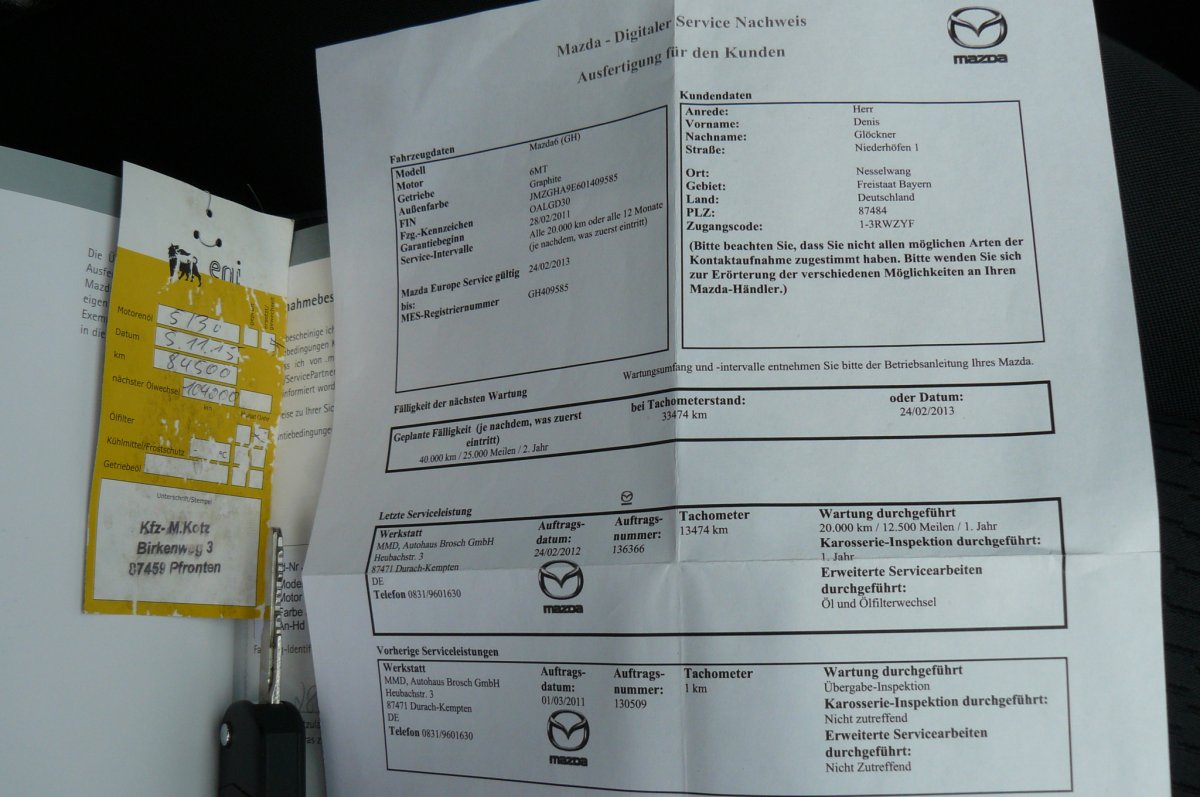 Mazda - Digitaler Service Nachweis
Ausfertigung für den Kunden
mazda
Fahrzeugdaten
Modell
Motor
Getriebe
Außenfarbe
FIN
Fzg.-Kennzeichen
Garantiebeginn
Service-Intervalle
Mazda6 (GH)
6MT
Graphite
JMZGHA9E601409585
OALGD30
28/02/2011
Alle 20.000 km oder alle 12 Monate
(je nachdem, was zuerst eintritt)
Mazda Europe Service gültig
bis:
24/02/2013
MES-Registriernummer
GH409585
Kundendaten
Anrede: Herr
Vorname: Denis
Nachname: Glöckner
Straße: Niederhöfen 1
Ort: Nesselwang
Gebiet: Freistaat Bayern
Land: Deutschland
PLZ: 87484
Zugangscode: 1-3RWZYF
(Bitte beachten Sie, dass Sie nicht allen möglichen Arten der
Kontaktaufnahme zugestimmt haben. Bitte wenden Sie sich
zur Erörterung der verschiedenen Möglichkeiten an Ihren
Mazda-Händler.)
Wartungsumfang und -intervalle entnehmen Sie bitte der Betriebsanleitung Ihres Mazda.
Fälligkeit der nächsten Wartung
Geplante Fälligkeit (je nachdem, was zuerst
eintritt)
40.000 km / 25.000 Meilen / 2. Jahr
bei Tachometerstand:
33474 km
oder Datum:
24/02/2013
Letzte Serviceleistung
Werkstatt
MMD, Autohaus Brosch GmbH
Heubachstr. 3
87471 Durach-Kempten
DE
Telefon 0831/9601630
Auftrags-
datum:
24/02/2012
mazda
Auftrags-
nummer:
136366
Tachometer
13474 km
Wartung durchgeführt
20.000 km / 12.500 Meilen / 1. Jahr
Karosserie-Inspektion durchgeführt:
1. Jahr
Erweiterte Servicearbeiten
durchgeführt:
Öl und Ölfilterwechsel
Vorherige Serviceleistungen
Werkstatt
MMD, Autohaus Brosch GmbH
Heubachstr. 3
87471 Durach-Kempten
DE
Telefon 0831/9601630
Auftrags-
datum:
01/03/2011
mazda
Auftrags-
nummer:
130509
Tachometer
1 km
Wartung durchgeführt
Übergabe-Inspektion
Karosserie-Inspektion durchgeführt:
Nicht zutreffend
Erweiterte Servicearbeiten
durchgeführt:
Nicht Zutreffend
eni
Motorenöl 5 W30
Datum 5.11.15
km 84500
nächster Ölwechsel 104000
km
Ölfilter
Kühlmittel/Frostschutz °C
Getriebeöl
Unterschrift/Stempel
Kfz-M.Kotz
Birkenweg 3
87459 Pfronten